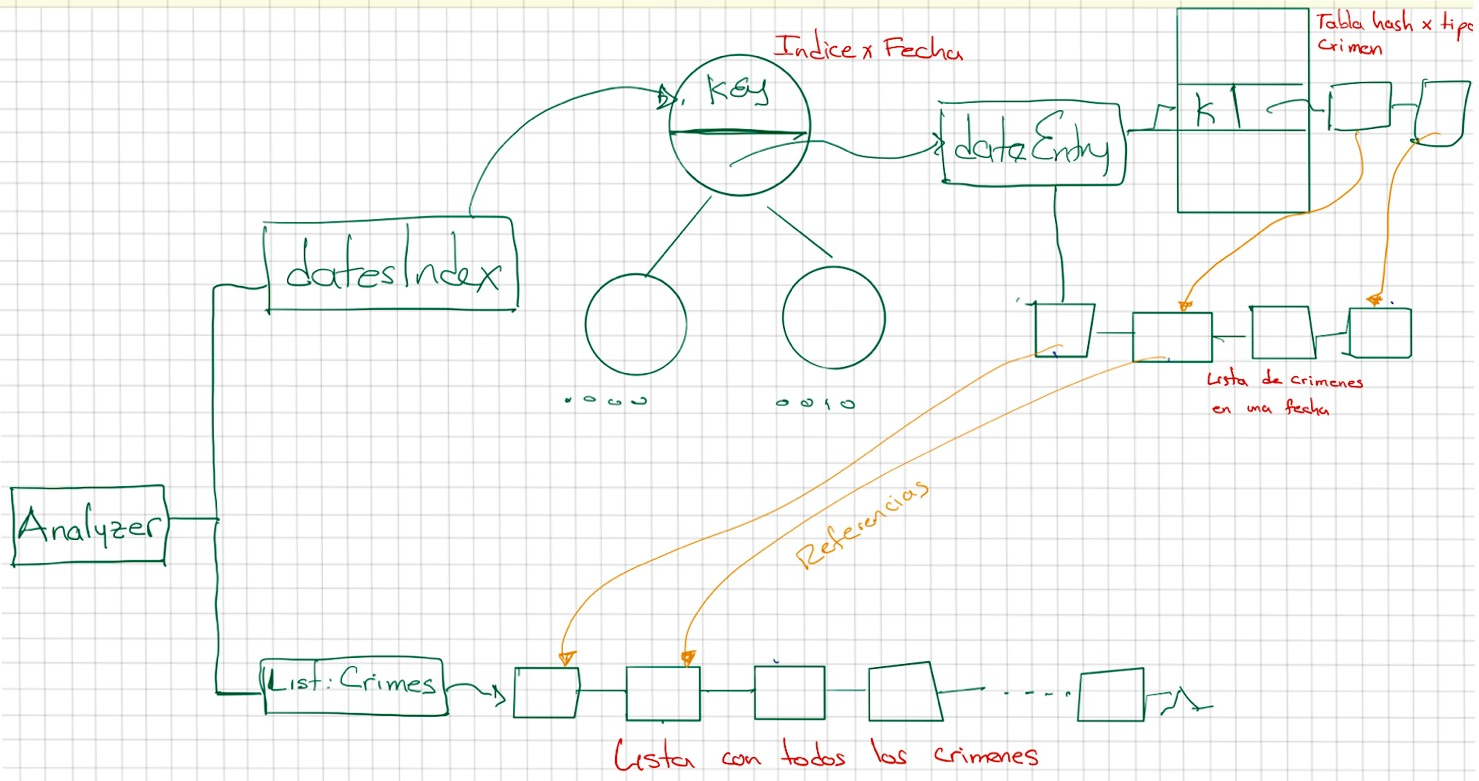 Tabla hash x tipo
crimen
Indice x Fecha
Key
dateEntry
k
datesIndex
Lista de crimenes
en una fecha
Analyzer
Referencias
List: Crimes
Lista con todos los crimenes